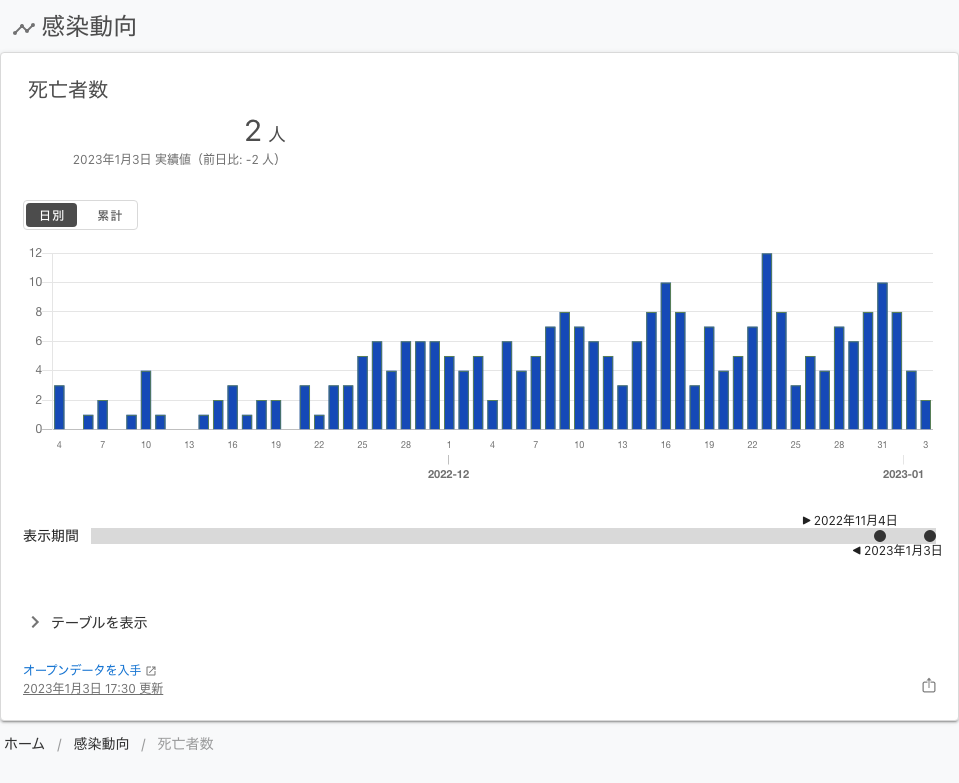 感染動向
死亡者数
2 人
2023年1月3日 実績値（前日比: -2 人）
日別 累計
12
10
8
6
4
2
0
4 7 10 13 16 19 22 25 28 1 4 7 10 13 16 19 22 25 28 31 3
2022-12 2023-01
2022年11月4日
表示期間
2023年1月3日
テーブルを表示
オープンデータを入手
2023年1月3日 17:30 更新
ホーム / 感染動向 / 死亡者数